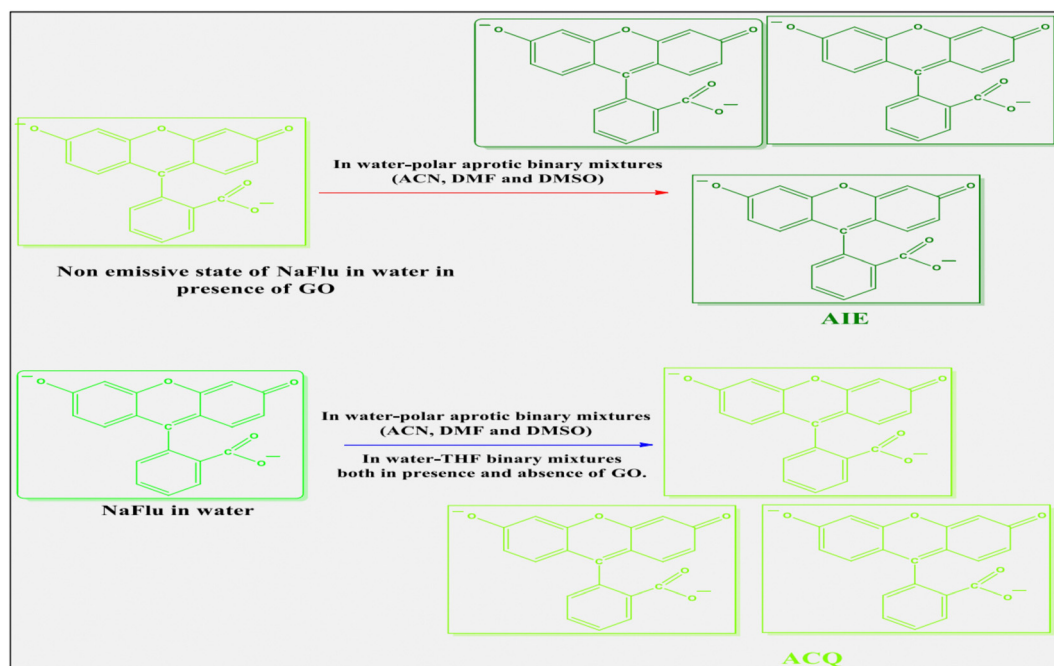 In water-polar aprotic binary mixtures
(ACN, DMF and DMSO)
Non emissive state of NaFlu in water in
presence of GO
AIE
In water-polar aprotic binary mixtures
(ACN, DMF and DMSO)
In water-THF binary mixtures
both in presence and absence of GO.
NaFlu in water
ACQ